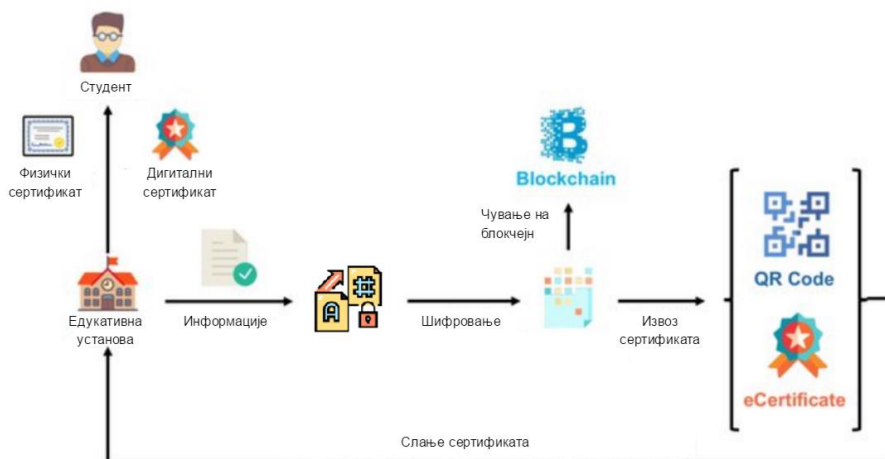 Студент
Физички
сертификат
Дигитални
сертификат
Blockchain
Чување на
блокчејн
QR Code
Едукативна
установа
Информације
Шифровање
Извоз
сертификата
eCertificate
Слање сертификата